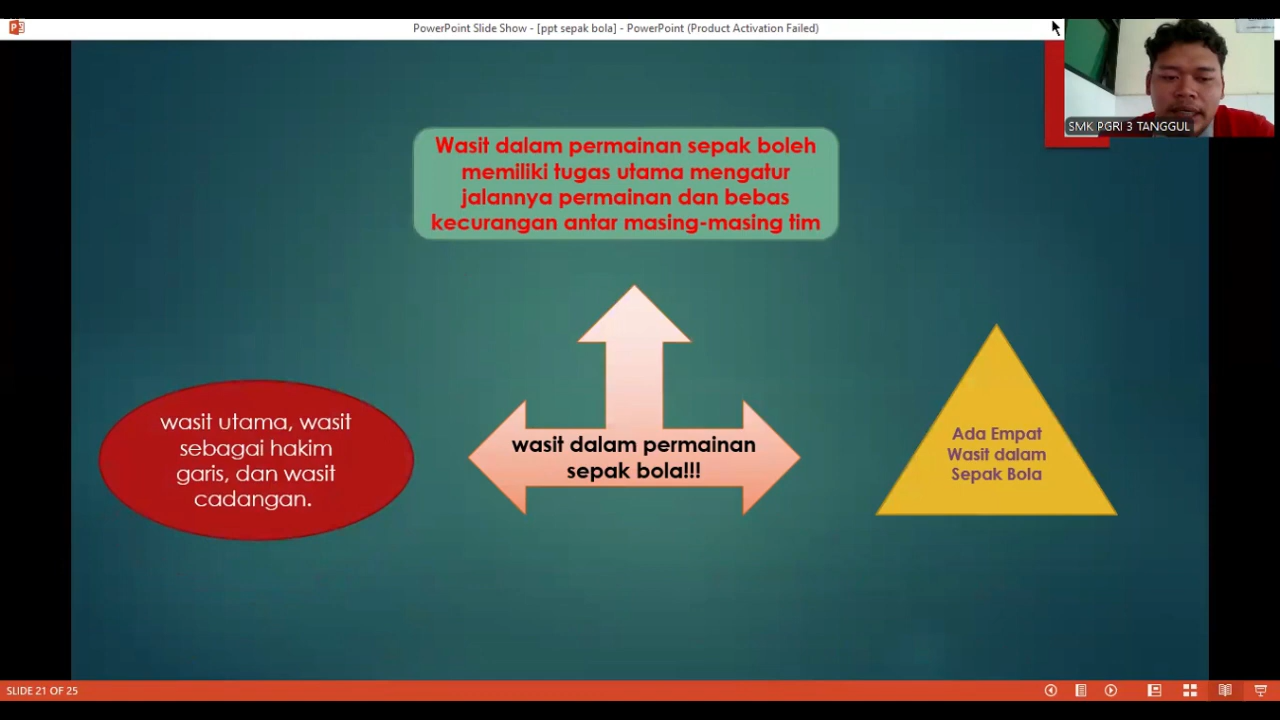 PowerPoint Slide Show - [ppt sepak bola] - PowerPoint (Product Activation Failed)
SMK PGRI 3 TANGGUL
Wasit dalam permainan sepak boleh
memiliki tugas utama mengatur
jalannya permainan dan bebas
kecurangan antar masing-masing tim
wasit utama, wasit
sebagai hakim
garis, dan wasit
cadangan.
wasit dalam permainan
sepak bola!!!
Ada Empat
Wasit dalam
Sepak Bola
SLIDE 21 OF 25